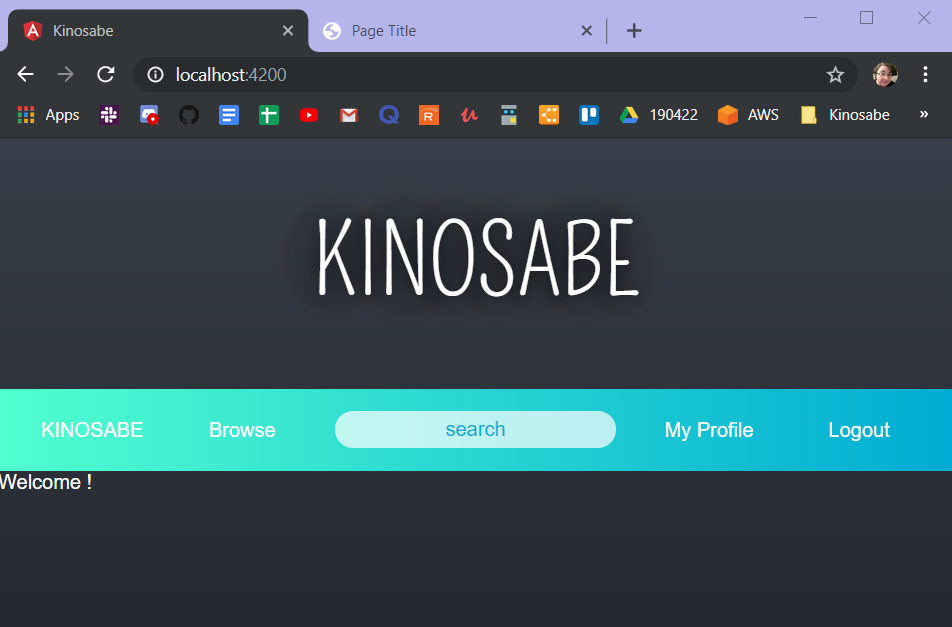 Kinosabe
Page Title
localhost:4200
Apps
R
190422
AWS
Kinosabe
»
KINOSABE
KINOSABE
Browse
search
My Profile
Logout
Welcome !